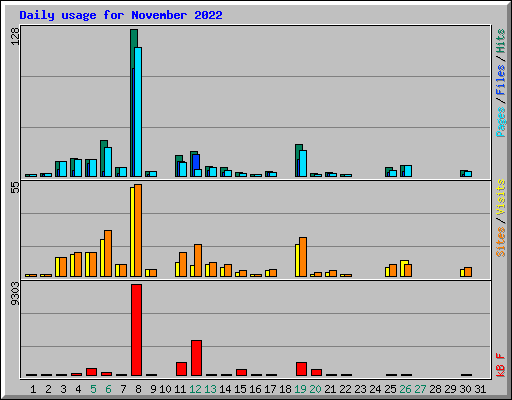 Daily usage for November 2022
128
Pages / Files / Hits
55
Sites / Visits
9303
kB F
1 2 3 4 5 6 7 8 9 10 11 12 13 14 15 16 17 18 19 20 21 22 23 24 25 26 27 28 29 30 31